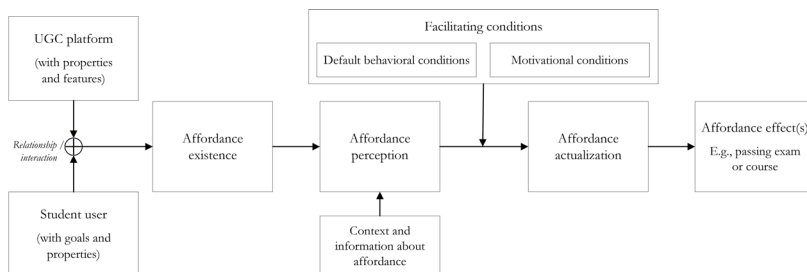 Facilitating conditions
Default behavioral conditions
Motivational conditions
UGC platform
(with properties
and features)
Relationship /
interaction
Affordance
existence
Affordance
perception
Affordance
actualization
Affordance effect(s)
E.g., passing exam
or course
Student user
(with goals and
properties)
Context and
information about
affordance